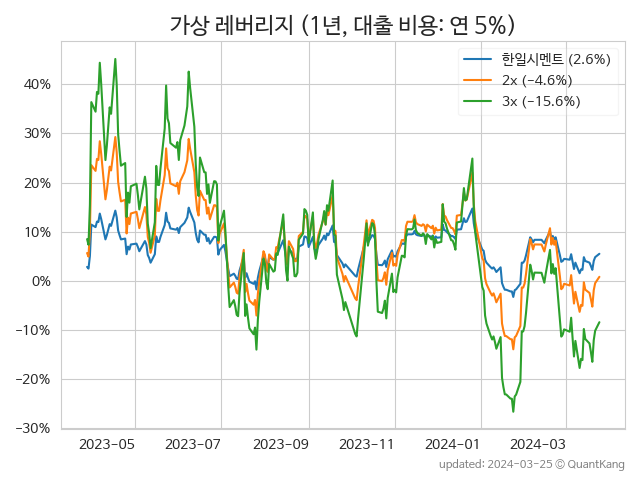 가상 레버리지 (1년, 대출 비용: 연 5%)
한일시멘트 (2.6%)
2x (−4.6%)
3x (−15.6%)
40%
30%
20%
10%
0%
−10%
−20%
−30%
2023-05
2023-07
2023-09
2023-11
2024-01
2024-03
updated: 2024-03-25 © QuantKang